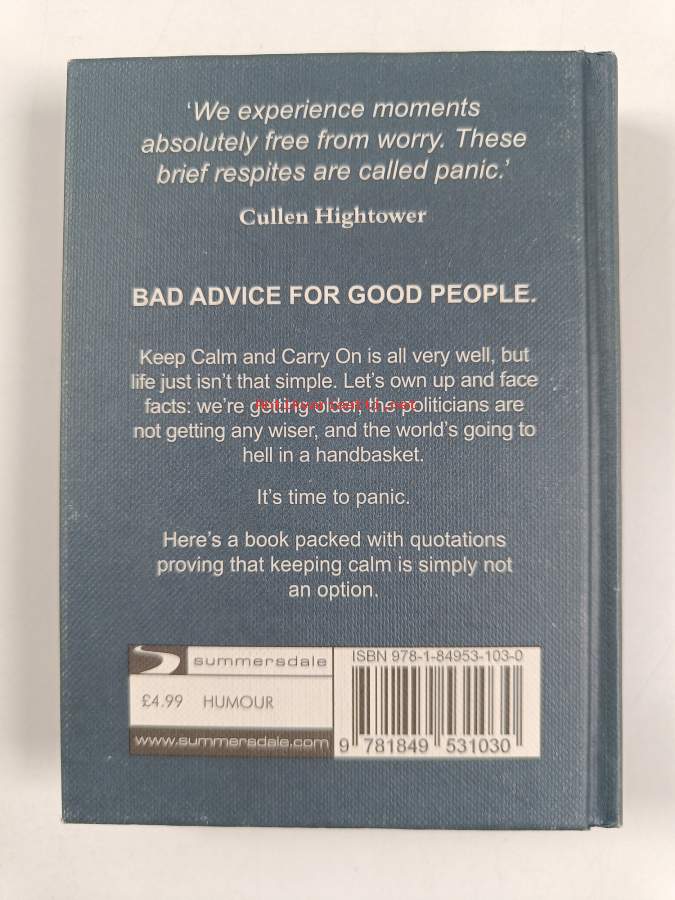 ‘We experience moments
absolutely free from worry. These
brief respites are called panic.’
Cullen Hightower
BAD ADVICE FOR GOOD PEOPLE.
Keep Calm and Carry On is all very well, but
life just isn’t that simple. Let’s own up and face
facts: we’re getting older, the politicians are
not getting any wiser, and the world’s going to
hell in a handbasket.
It’s time to panic.
Here’s a book packed with quotations
proving that keeping calm is simply not
an option.
summersdale
£4.99 HUMOUR
www.summersdale.com
ISBN 978-1-84953-103-0
9 781849 531030